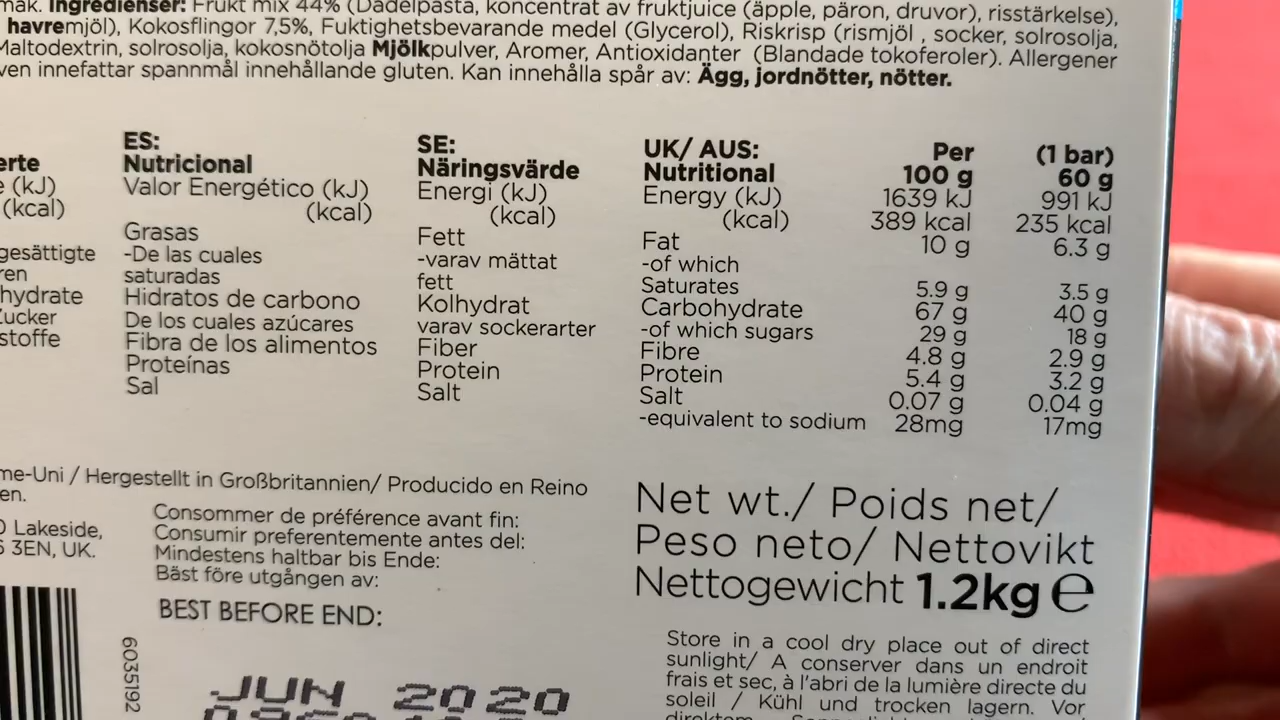 mak. Ingredienser: Frukt mix 44% (Dadelpasta, koncentrat av fruktjuice (äpple, päron, druvor), risstärkelse),
havremjöl), Kokosflingor 7,5%, Fuktighetsbevarande medel (Glycerol), Riskrisp (rismjöl , socker, solrosolja,
Maltodextrin, solrosolja, kokosnötolja Mjölkpulver, Aromer, Antioxidanter (Blandade tokoferoler). Allergener
ven innefattar spannmål innehållande gluten. Kan innehålla spår av: Ägg, jordnötter, nötter.
erte
e (kJ)
(kcal)
gesättigte
ren
hydrate
Zucker
stoffe
ES:
Nutricional
Valor Energético (kJ)
(kcal)
Grasas
-De las cuales
saturadas
Hidratos de carbono
De los cuales azúcares
Fibra de los alimentos
Proteínas
Sal
SE:
Näringsvärde
Energi (kJ)
(kcal)
Fett
-varav mättat
fett
Kolhydrat
varav sockerarter
Fiber
Protein
Salt
UK/ AUS: Per (1 bar)
Nutritional 100 g 60 g
Energy (kJ) 1639 kJ 991 kJ
(kcal) 389 kcal 235 kcal
Fat 10 g 6.3 g
-of which
Saturates 5.9 g 3.5 g
Carbohydrate 67 g 40 g
-of which sugars 29 g 18 g
Fibre 4.8 g 2.9 g
Protein 5.4 g 3.2 g
Salt 0.07 g 0.04 g
-equivalent to sodium 28mg 17mg
me-Uni / Hergestellt in Großbritannien/ Producido en Reino
en.
Lakeside,
3EN, UK.
Consommer de préférence avant fin:
Consumir preferentemente antes del:
Mindestens haltbar bis Ende:
Bäst före utgången av:
BEST BEFORE END:
6035192
JUN 2020
Net wt./ Poids net/
Peso neto/ Nettovikt
Nettogewicht 1.2kg e
Store in a cool dry place out of direct
sunlight/ A conserver dans un endroit
frais et sec, à l'abri de la lumière directe du
soleil / Kühl und trocken lagern. Vor
direktem